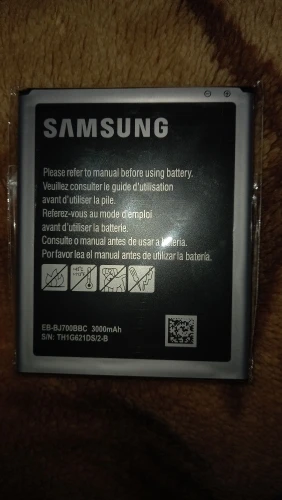 SAMSUNG
Please refer to manual before using battery.
Veuillez consulter le guide d'utilisation
avant d'utiliser la pile.
Referez-vous au mode d'emploi
avant d'utiliser la batterie.
Consulte o manual antes de usar a bateria.
Por favor lea el manual antes de utilizar la batería.
EB-BJ700BBC 3000mAh
S/N: TH1G621DS/2-B